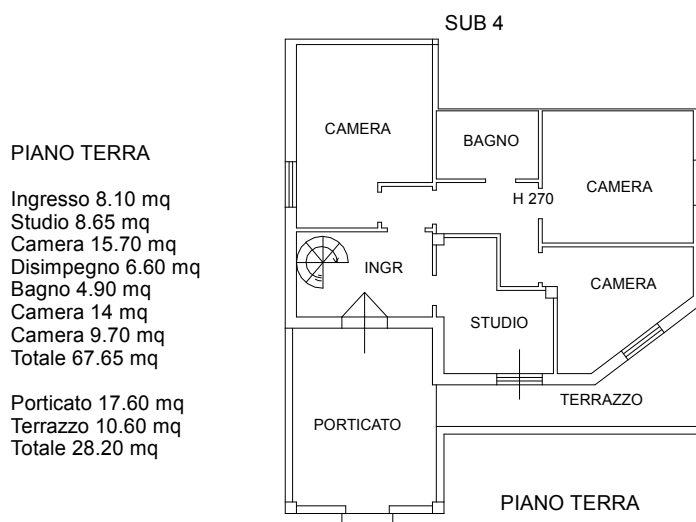 SUB 4
PIANO TERRA
Ingresso 8.10 mq
Studio 8.65 mq
Camera 15.70 mq
Disimpegno 6.60 mq
Bagno 4.90 mq
Camera 14 mq
Camera 9.70 mq
Totale 67.65 mq
Porticato 17.60 mq
Terrazzo 10.60 mq
Totale 28.20 mq
CAMERA
BAGNO
CAMERA
H 270
INGR
CAMERA
STUDIO
TERRAZZO
PORTICATO
PIANO TERRA